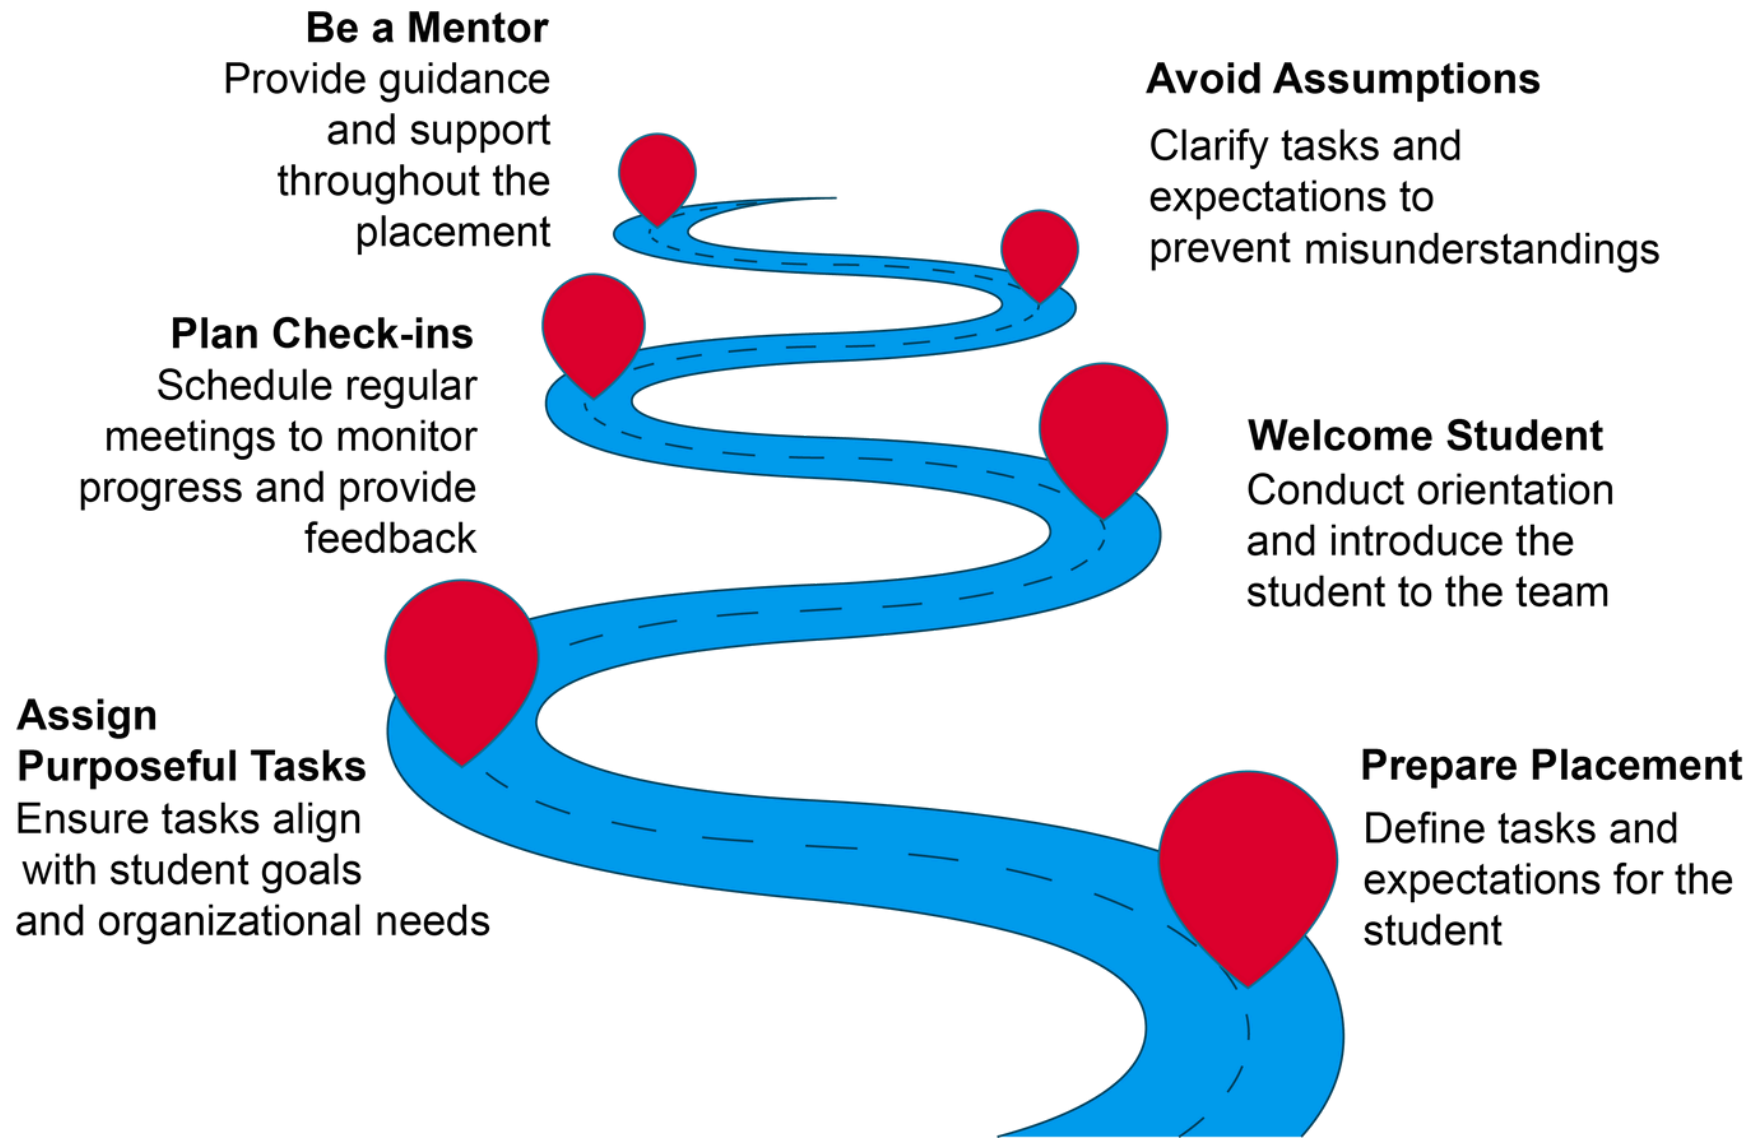 Be a Mentor
Provide guidance
and support
throughout the
placement
Avoid Assumptions
Clarify tasks and
expectations to
prevent misunderstandings
Plan Check-ins
Schedule regular
meetings to monitor
progress and provide
feedback
Welcome Student
Conduct orientation
and introduce the
student to the team
Assign
Purposeful Tasks
Ensure tasks align
with student goals
and organizational needs
Prepare Placement
Define tasks and
expectations for the
student